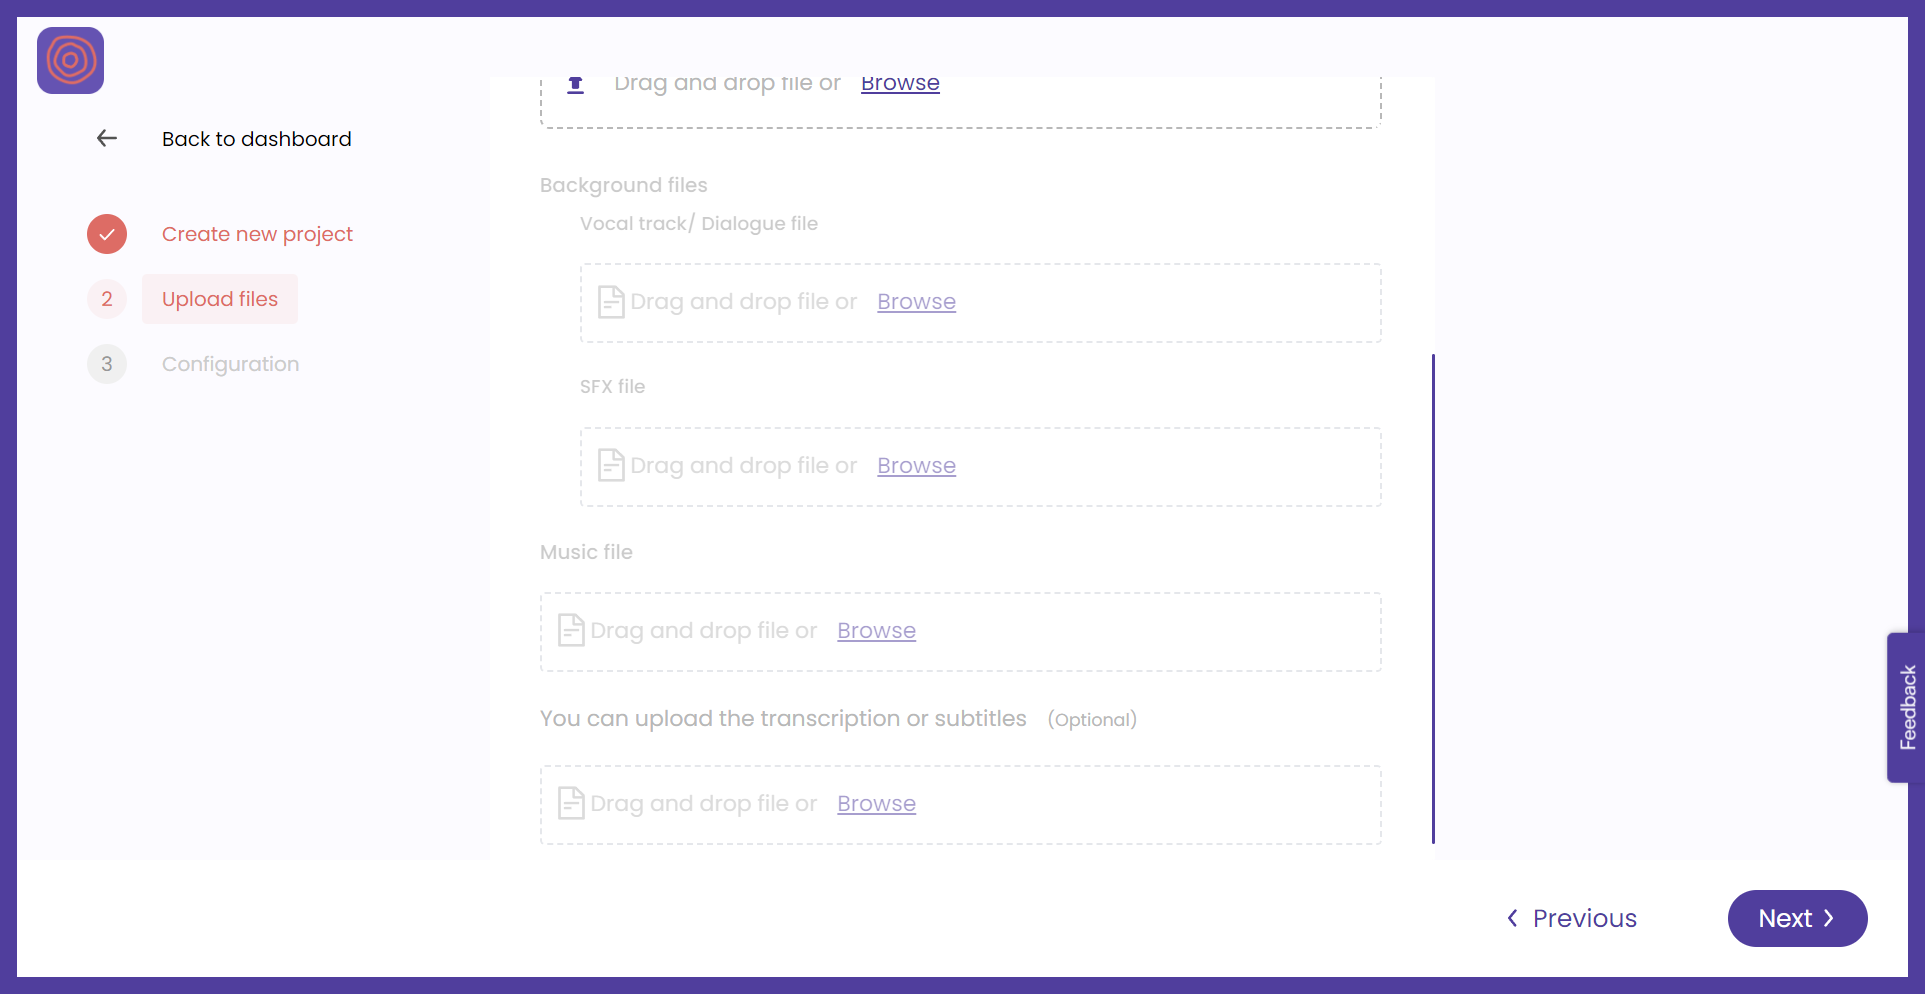 Drag and drop file or Browse
Back to dashboard
Create new project
2 Upload files
3 Configuration
Background files
Vocal track/ Dialogue file
Drag and drop file or Browse
SFX file
Drag and drop file or Browse
Music file
Drag and drop file or Browse
You can upload the transcription or subtitles (Optional)
Drag and drop file or Browse
Feedback
Previous
Next